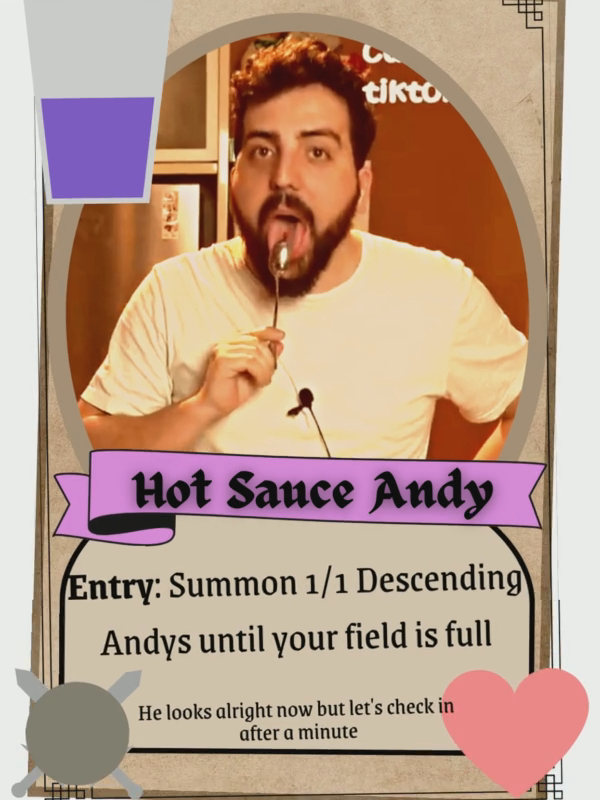 tikto
Hot Sauce Andy
Entry: Summon 1/1 Descending
Andys until your field is full
He looks alright now but let's check in
after a minute